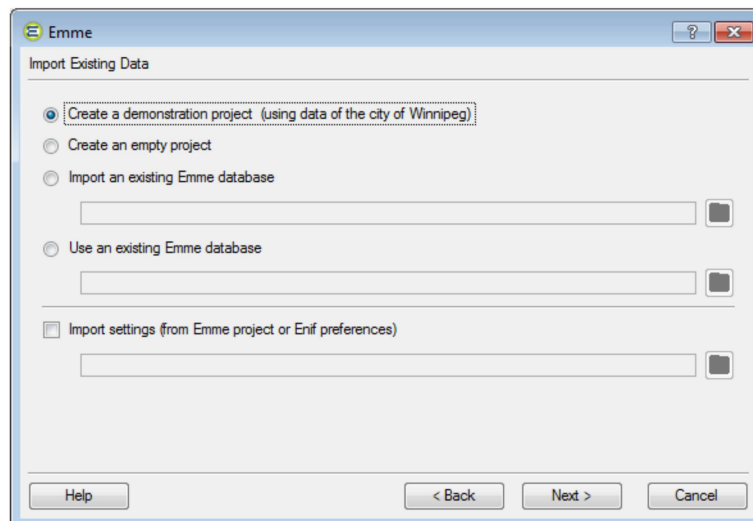 Emme
Import Existing Data
Create a demonstration project (using data of the city of Winnipeg)
Create an empty project
Import an existing Emme database
Use an existing Emme database
Import settings (from Emme project or Enif preferences)
Help
< Back
Next >
Cancel